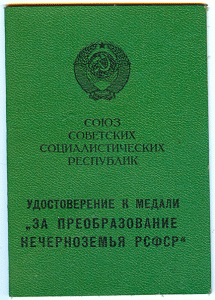 СОЮЗ
СОВЕТСКИХ
СОЦИАЛИСТИЧЕСКИХ
РЕСПУБЛИК
УДОСТОВЕРЕНИЕ К МЕДАЛИ
„ЗА ПРЕОБРАЗОВАНИЕ
НЕЧЕРНОЗЕМЬЯ РСФСР“